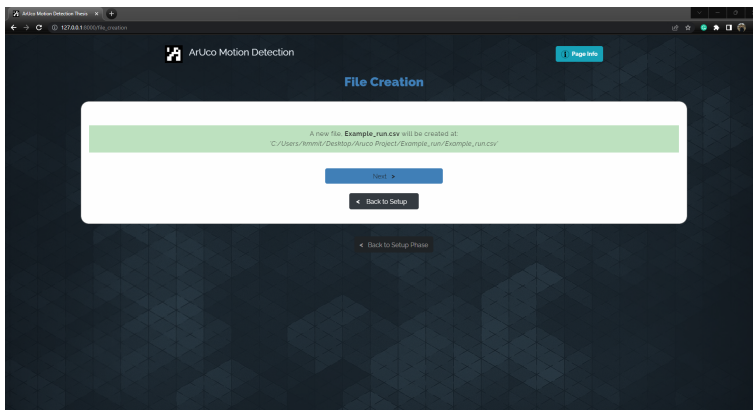 ArUco Motion Detection Thesis
127.0.0.1:8000/file_creation
ArUco Motion Detection
i Page Info
File Creation
A new file, Example_run.csv will be created at:
C:/Users/kmmit/Desktop/Aruco Project/Example_run/Example_run.csv
Next >
< Back to Setup
< Back to Setup Phase